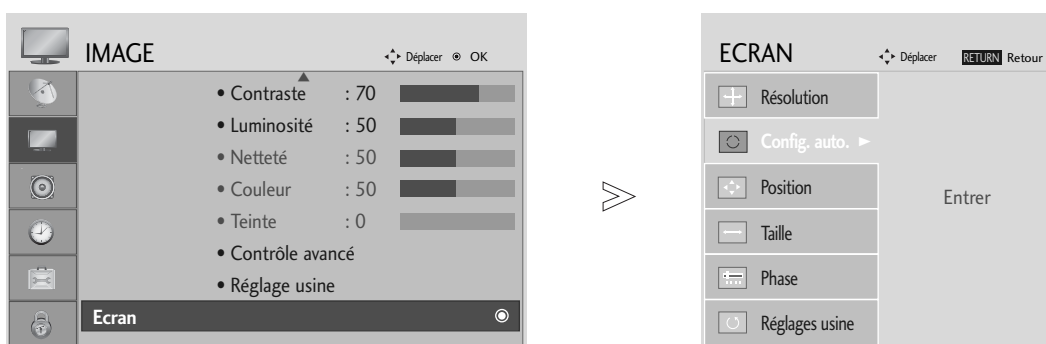 IMAGE
Déplacer OK
• Contraste : 70
• Luminosité : 50
• Netteté : 50
• Couleur : 50
• Teinte : 0
• Contrôle avancé
• Réglage usine
Ecran
ECRAN
Déplacer RETURN Retour
Résolution
Config. auto. ►
Position
Taille
Phase
Réglages usine
Entrer